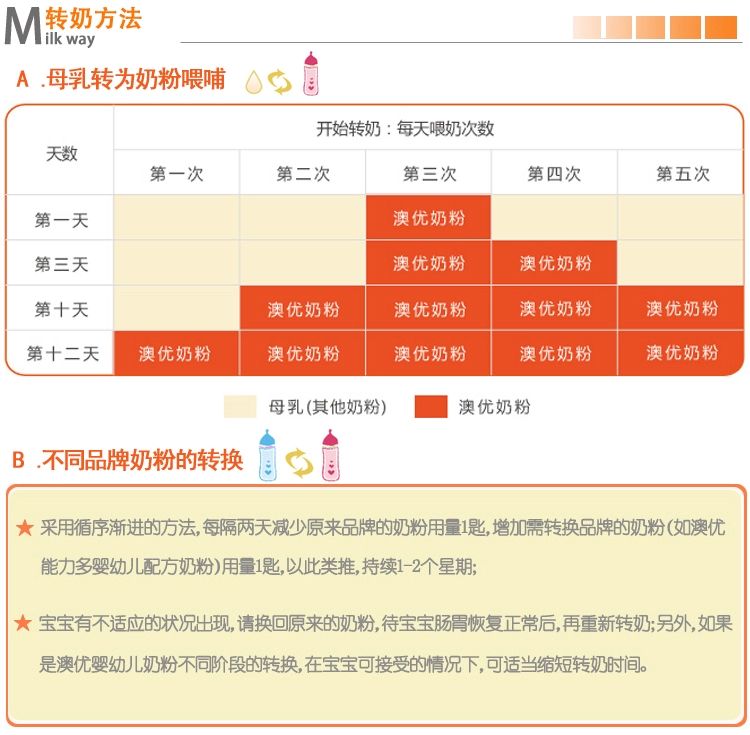 转奶方法
Milk way
A .母乳转为奶粉喂哺
天数
开始转奶：每天喂奶次数
第一次 第二次 第三次 第四次 第五次
第一天 澳优奶粉
第三天 澳优奶粉 澳优奶粉
第十天 澳优奶粉 澳优奶粉 澳优奶粉 澳优奶粉
第十二天 澳优奶粉 澳优奶粉 澳优奶粉 澳优奶粉 澳优奶粉
母乳(其他奶粉) 澳优奶粉
B .不同品牌奶粉的转换
★ 采用循序渐进的方法,每隔两天减少原来品牌的奶粉用量1匙,增加需转换品牌的奶粉(如澳优
能力多婴幼儿配方奶粉)用量1匙,以此类推,持续1-2个星期;
★ 宝宝有不适应的状况出现,请换回原来的奶粉,待宝宝肠胃恢复正常后,再重新转奶;另外,如果
是澳优婴幼儿奶粉不同阶段的转换,在宝宝可接受的情况下,可适当缩短转奶时间。